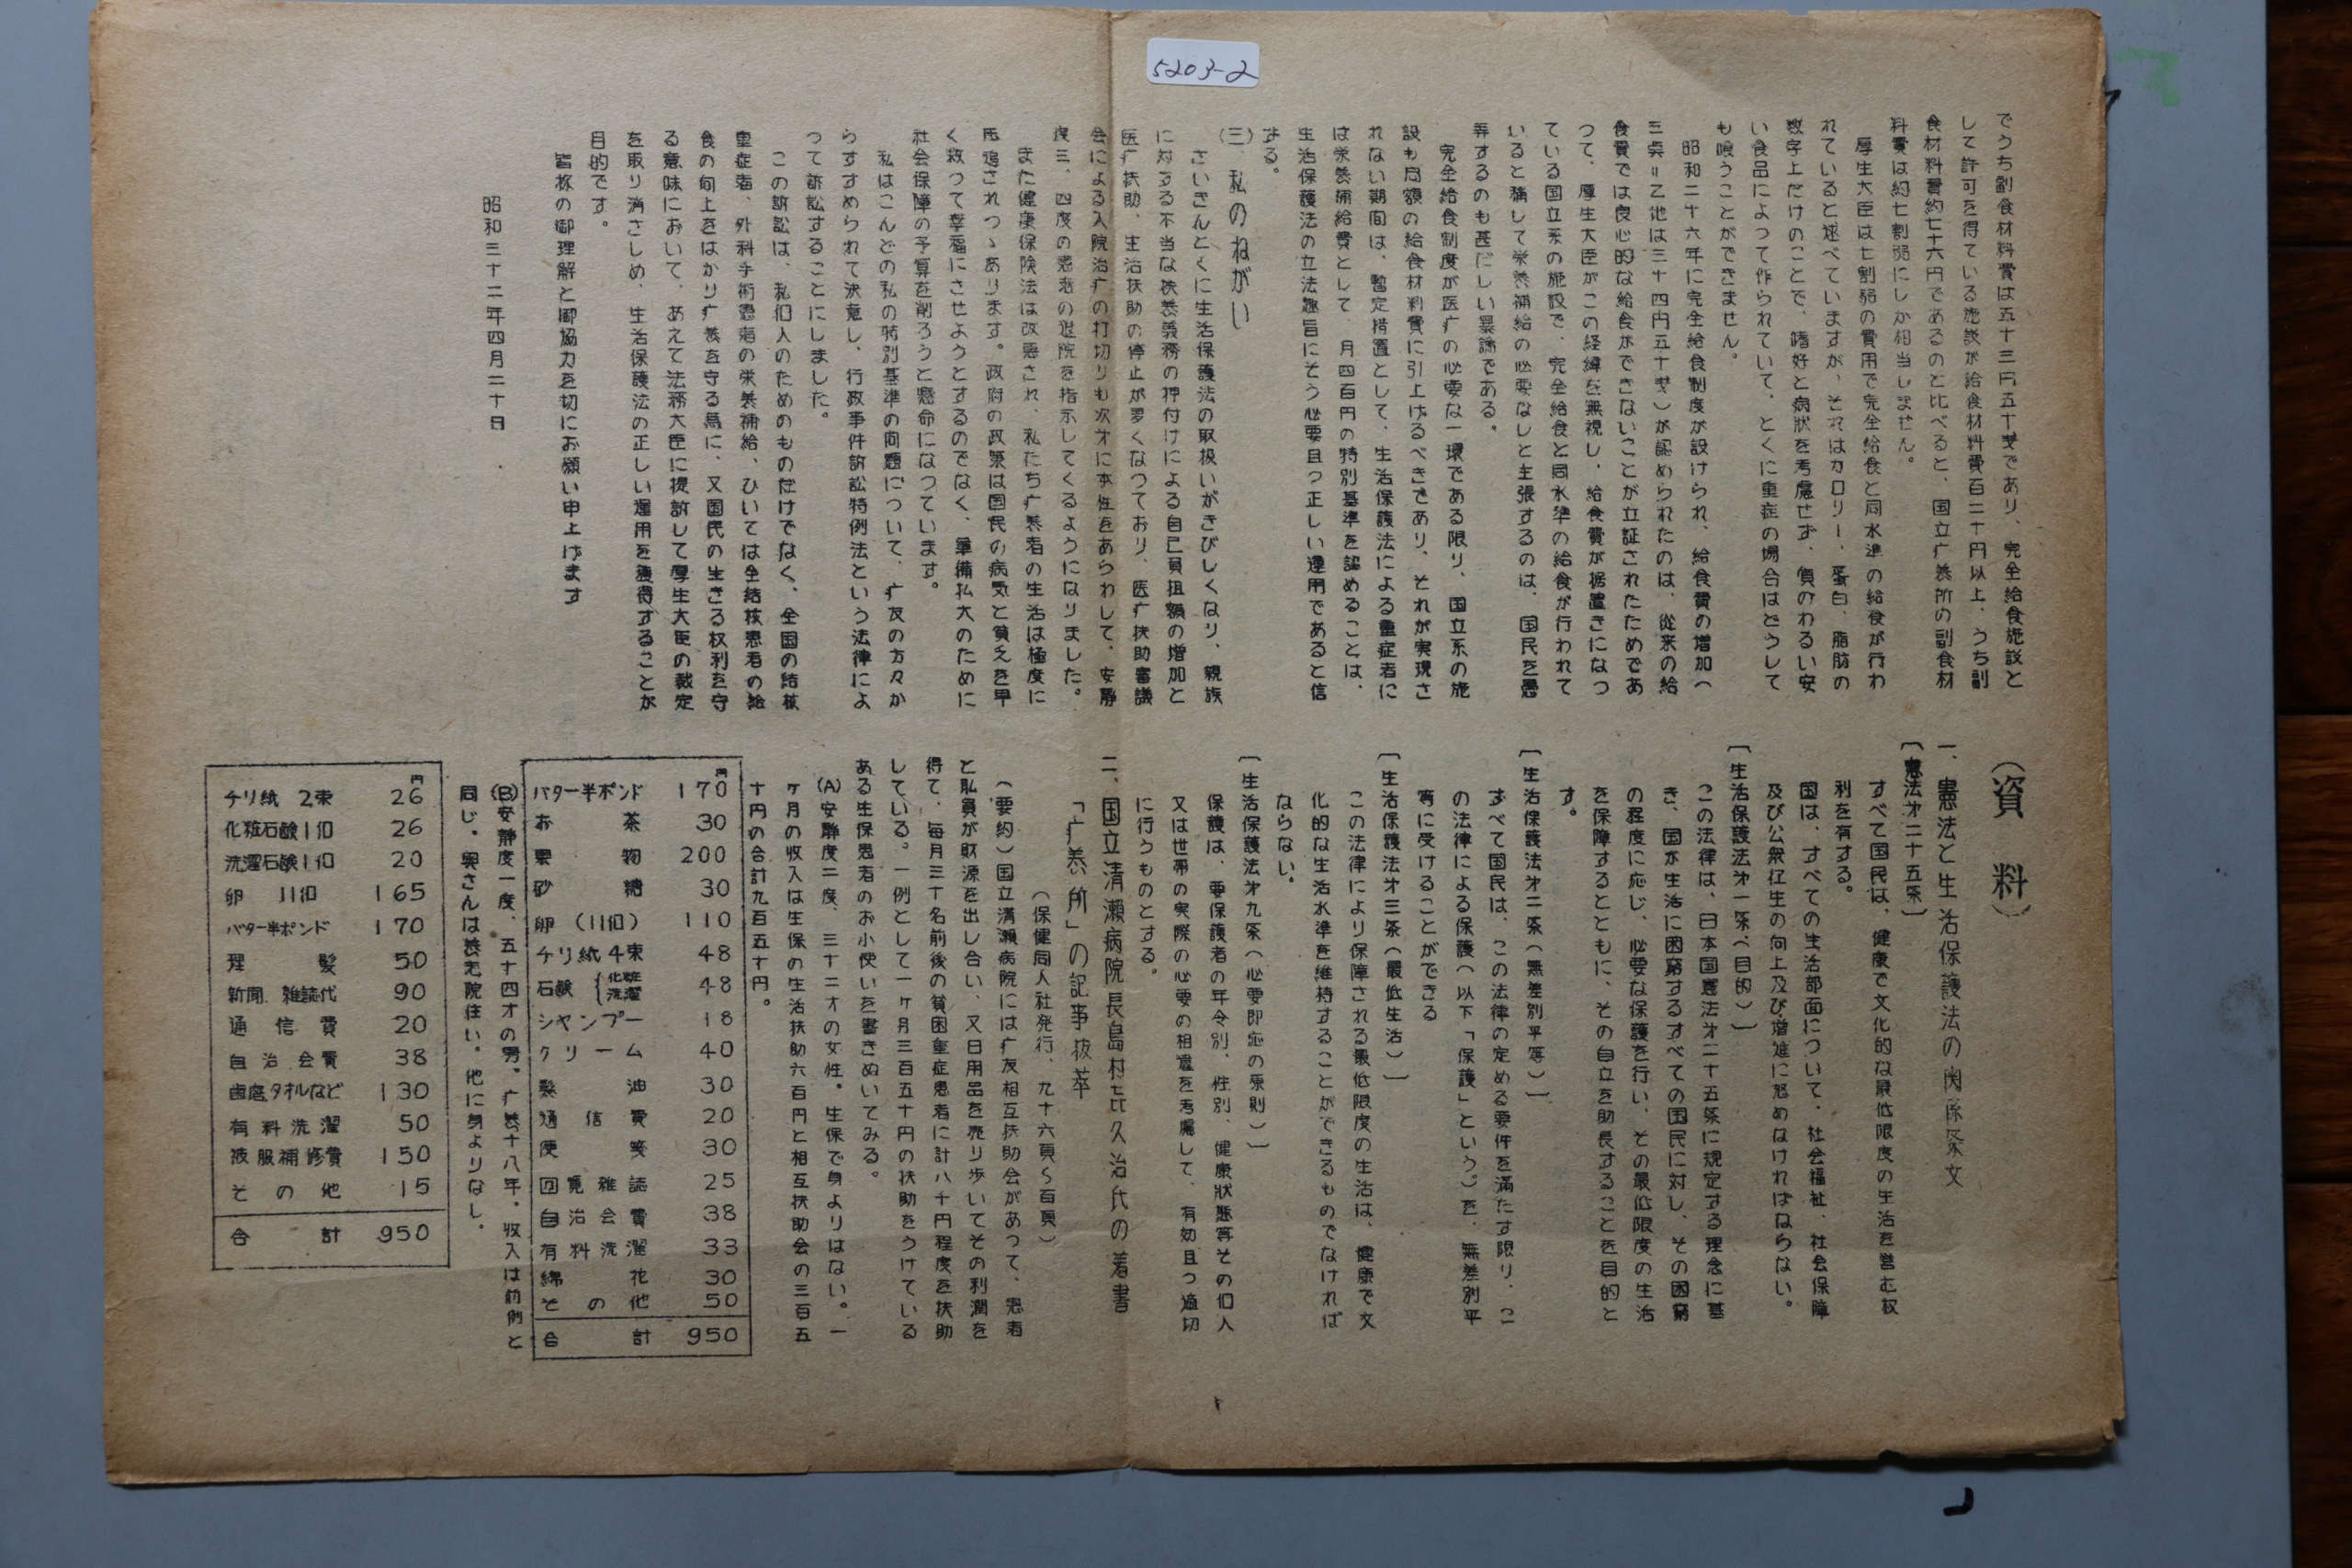 5203-2
でうち副食材料費は五十三円五十銭であり、完全給食施設と
して許可を得ている施設が給食材料費百二十円以上、うち副
食材料費約七十六円であるのと比べると、国立疒養所の副食材
料費は約七割弱にしか相当しません。
厚生大臣は七割弱の費用で完全給食と同水準の給食が行わ
れていると述べていますが、それはカロリー、蛋白、脂肪の
数字上だけのことで、嗜好と病状を考慮せず、質のわるい安
い食品によつて作られていて、とくに重症の場合はどうして
も喰うことができません。
昭和二十六年に完全給食制度が設けられ、給食費の増加(
三点=乙地は三十四円五十銭)が認められたのは、従来の給
食費では良心的な給食ができないことが立証されたためであ
つて、厚生大臣がこの経緯を無視し、給食費が据置きになつ
ている国立系の施設で、完全給食と同水準の給食が行われて
いると稱して栄養補給の必要なしと主張するのは、国民を愚
弄するのも甚だしい暴論である。
完全給食制度が医疒の必要な一環である限り、国立系の施
設も同額の給食材料費に引上げるべきであり、それが実現さ
れない期間は、暫定措置として、生活保護法による重症者に
は栄養補給費として、月四百円の特別基準を認めることは、
生活保護法の立法趣旨にそう必要且つ正しい運用であると信
ずる。
(三)、私のねがい
さいきんとくに生活保護法の取扱いがきびしくなり、親族
に対する不当な扶養義務の押付けによる自己負担額の増加と
医疒扶助、生活扶助の停止が多くなつており、医疒扶助審議
会による入院治疒の打切りも次才に本性をあらわして、安静
度三、四度の患者の退院を指示してくるようになりました。
また健康保険法は改悪され、私たち疒養者の生活は極度に
圧迫されつゝあります。政府の政策は国民の病気と貧乏を早
く救つて幸福にさせようとするのでなく、軍備拡大のために
社会保障の予算を削ろうと懸命になつています。
私はこんどの私の特別基準の問題について、疒友の方々か
らすすめられて決意し、行政事件訴訟特例法という法律によ
つて訴訟することにしました。
この訴訟は、私個人のためのものだけでなく、全国の結核
重症者、外科手術患者の栄養補給、ひいては全結核患者の給
食の向上をはかり疒養を守る為に、又国民の生きる权利を守
る意味において、あえて法務大臣に提訴して厚生大臣の裁定
を取り消さしめ、生活保護法の正しい運用を獲得することが
目的です。
皆様の御理解と御協力を切にお願い申上げます
昭和三十二年四月二十日
(資 料)
一、憲法と生活保護法の関係条文
〔憲法才二十五条〕
すべて国民は、健康で文化的な最低限度の生活を営む权
利を有する。
国は、すべての生活部面について、社会福祉、社会保障
及び公衆衛生の向上及び増進に努めなければならない。
〔生活保護法才一条(目的)〕
この法律は、日本国憲法才二十五条に規定する理念に基
き、国が生活に困窮するすべての国民に対し、その困窮
の程度に応じ、必要な保護を行い、その最低限度の生活
を保障するとともに、その自立を助長することを目的と
す。
〔生活保護法才二条(無差別平等)〕
すべて国民は、この法律の定める要件を満たす限り、こ
の法律による保護(以下「保護」という)を、無差別平
等に受けることができる
〔生活保護法才三条(最低生活)〕
この法律により保障される最低限度の生活は、健康で文
化的な生活水準を維持することができるものでなければ
ならない。
〔生活保護法才九条(必要即応の原則)〕
保護は、要保護者の年令別、性別、健康狀態等その個人
又は世帯の実際の必要の相違を考慮して、有効且つ適切
に行うものとする。
二、国立清瀬病院長島村㐂久治氏の著書
「疒養所」の記事抜萃
(保健同人社発行、九十六頁〜百頁)
(要約)国立清瀬病院には疒友相互扶助会があつて、患者
と职員が財源を出し合い、又日用品を売り歩いてその利潤を
得て、毎月三十名前後の貧困重症患者に計八十円程度を扶助
している。一例として一ヶ月三百五十円の扶助をうけている
ある生保患者のお小使いを書きぬいてみる。
(A)安静度二度、三十二才の女性。生保で身よりはない。一
ヶ月の收入は生保の生活扶助六百円と相互扶助会の三百五
十円の合計九百五十円。
円
バター半ポンド 170
お茶 30
果物 200
砂糖 30
卵(11個) 110
チリ紙4束 48
石鹸{化粧 洗濯 48
シヤンプー 18
クリーム 40
髪油 30
通信費 20
便箋 30
回覧雑誌 25
自治会費 38
有料洗濯 33
綿花 30
その他 50
合計 950
(B)安静度一度、五十四才の男。疒養十八年。收入は前例と
同じ。奥さんは養老院住い。他に身よりなし。
円
チリ紙 2束 26
化粧石鹸1個 26
洗濯石鹸1個 20
卵 11個 165
バター半ポンド 170
理髪 50
新聞、雑誌代 90
通信費 20
自治会費 38
歯磨、タオルなど 130
有料洗濯 50
被服補修費 150
その他 15
合計 950